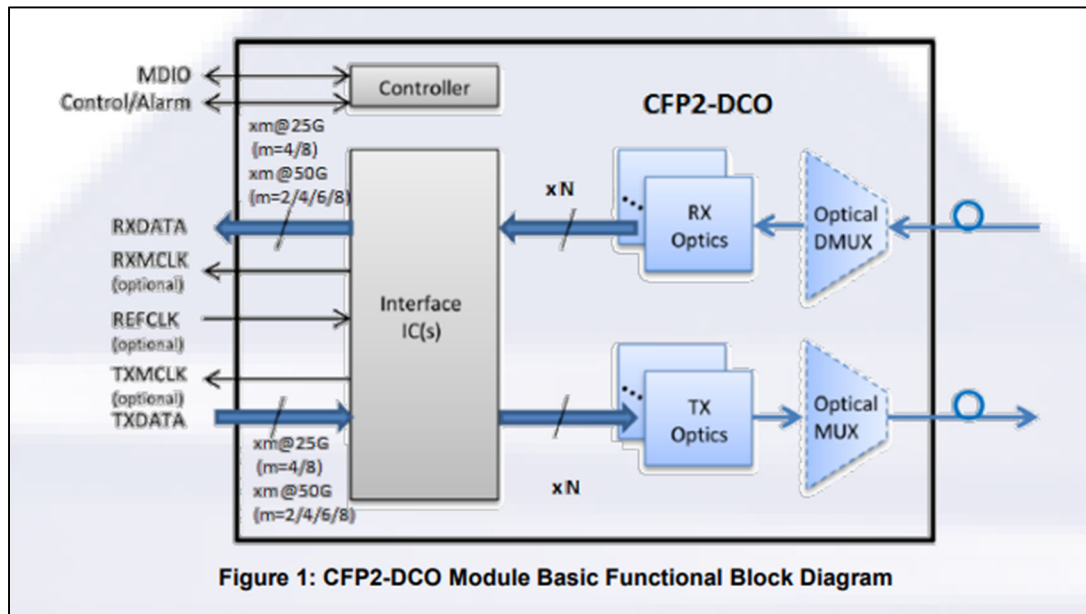 MDIO
Control/Alarm
Controller
CFP2-DCO
xm@25G
(m=4/8)
xm@50G
(m=2/4/6/8)
xN
RXDATA
RXMCLK
(optional)
REFCLK
(optional)
TXMCLK
(optional)
TXDATA
Interface
IC(s)
RX
Optics
Optical
DMUX
TX
Optics
Optical
MUX
xm@25G
(m=4/8)
xm@50G
(m=2/4/6/8)
xN
Figure 1: CFP2-DCO Module Basic Functional Block Diagram